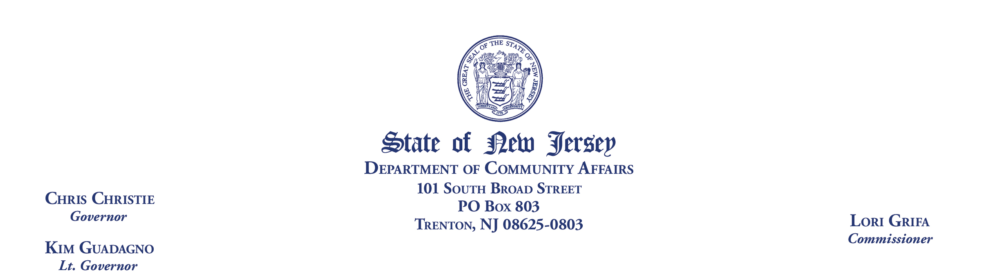 THE GREAT SEAL OF THE STATE OF NEW JERSEY
LIBERTY AND PROSPERITY
1776
State of New Jersey
DEPARTMENT OF COMMUNITY AFFAIRS
101 SOUTH BROAD STREET
PO BOX 803
TRENTON, NJ 08625-0803
CHRIS CHRISTIE
Governor
KIM GUADAGNO
Lt. Governor
LORI GRIFA
Commissioner